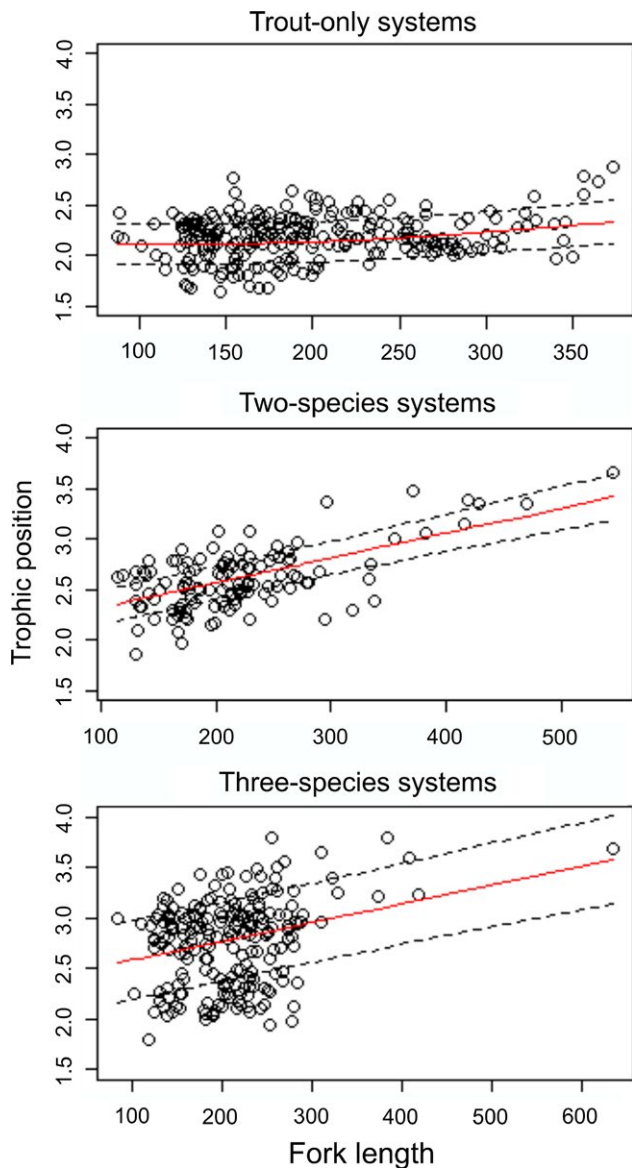 Trout-only systems
4.0
3.5
3.0
2.5
2.0
1.5
100 150 200 250 300 350
Two-species systems
Trophic position
4.0
3.5
3.0
2.5
2.0
1.5
100 200 300 400 500
Three-species systems
4.0
3.5
3.0
2.5
2.0
1.5
100 200 300 400 500 600
Fork length